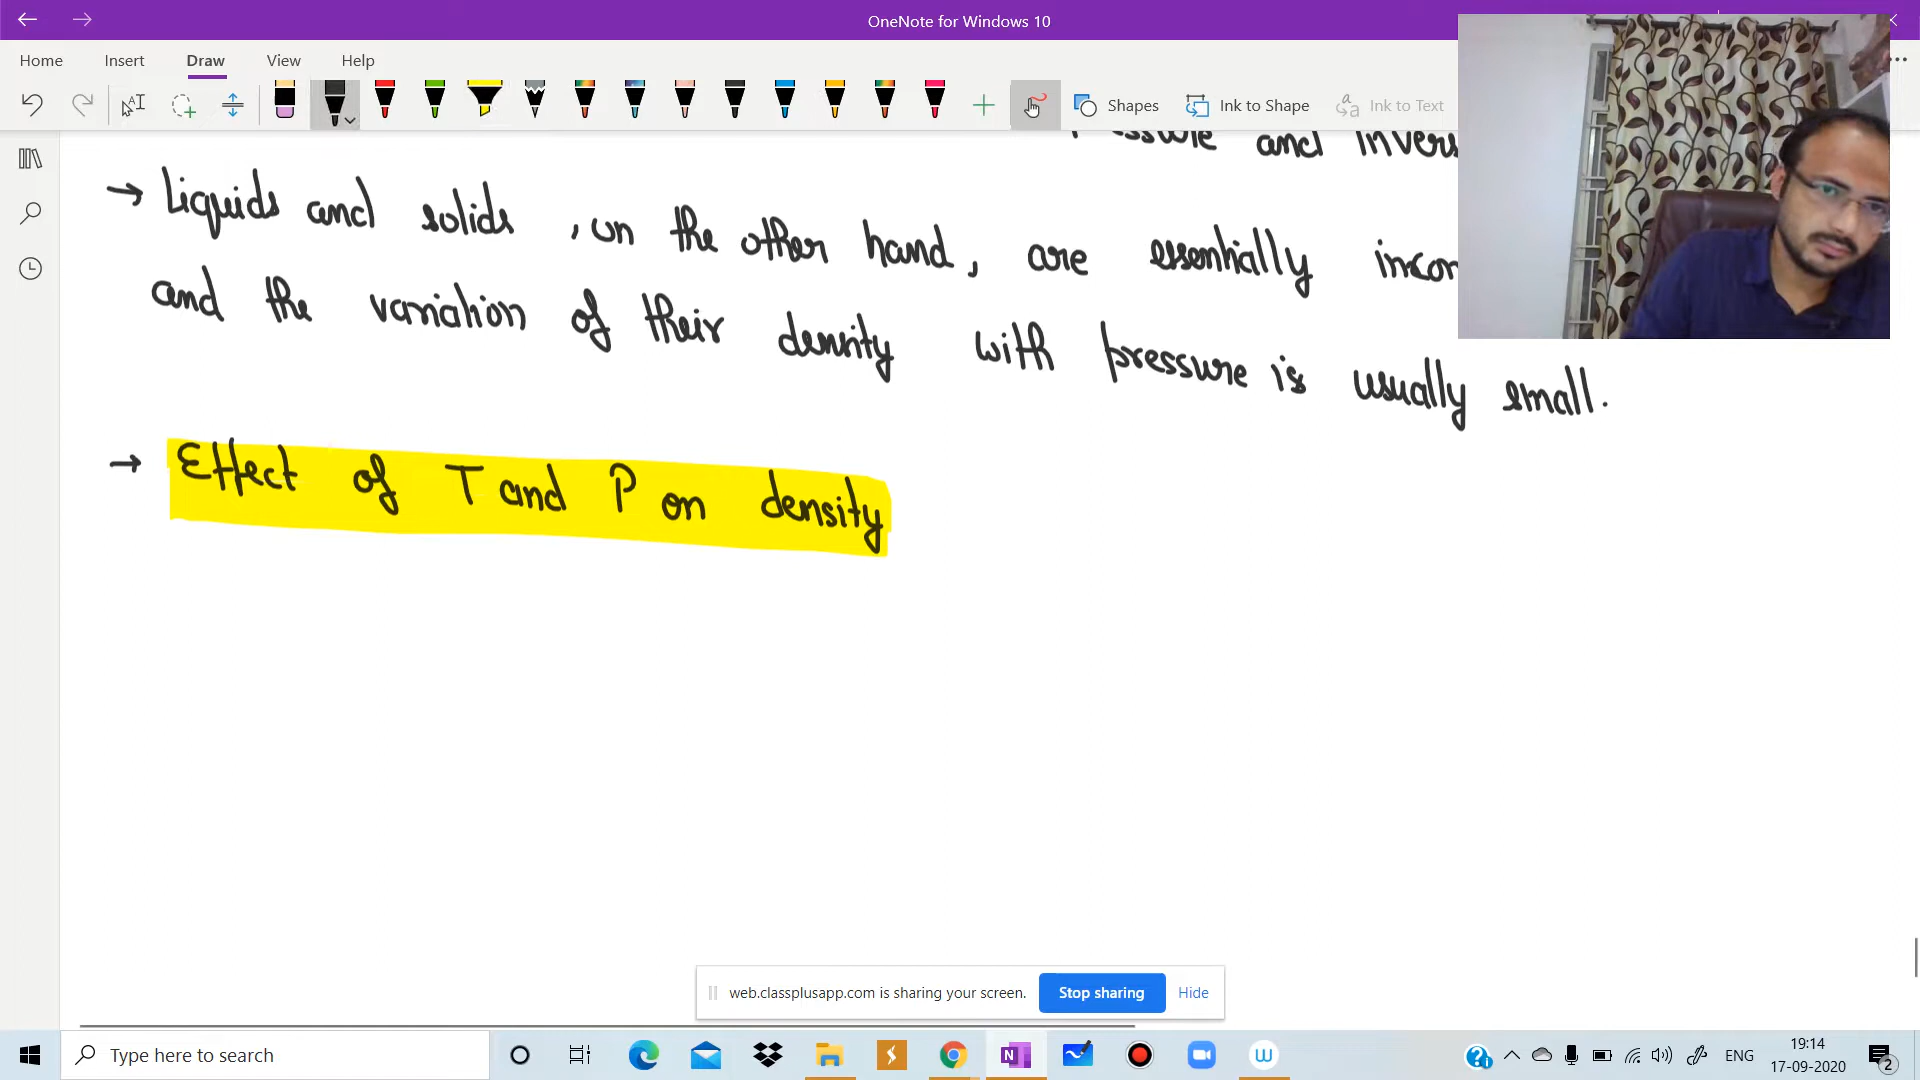 OneNote for Windows 10
Home Insert Draw View Help
Shapes Ink to Shape Ink to Text
and
→ Liquids and solids , on the other hand, are essentially
and the variation of their density with pressure is usually small.
→ Effect of T and P on density
web.classplusapp.com is sharing your screen. Stop sharing Hide
Type here to search
ENG
19:14
17-09-2020
2